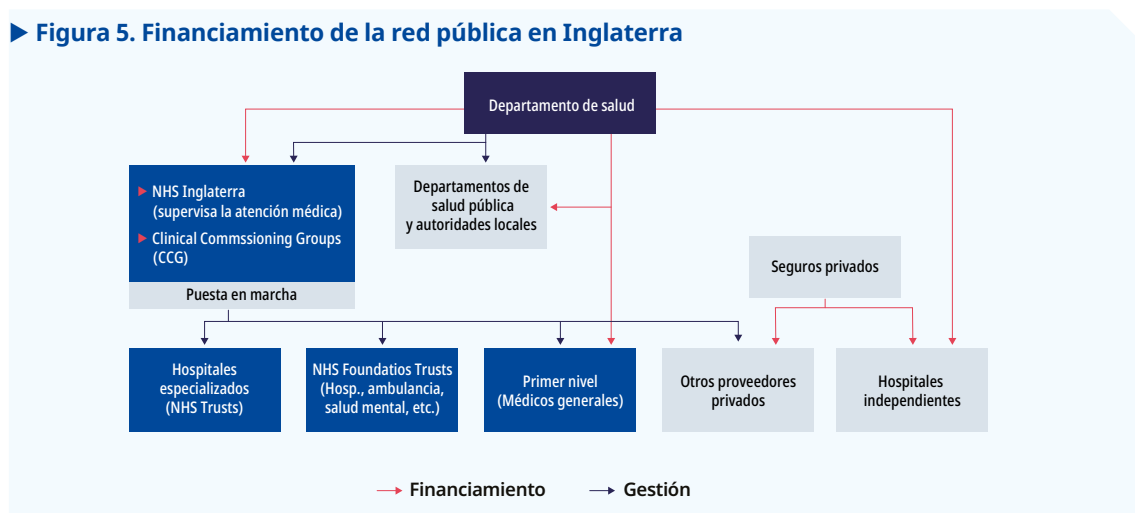 Figura 5. Financiamiento de la red pública en Inglaterra
Departamento de salud
NHS Inglaterra
(supervisa la atención médica)
Clinical Commssioning Groups
(CCG)
Puesta en marcha
Departamentos de
salud pública
y autoridades locales
Seguros privados
Hospitales
especializados
(NHS Trusts)
NHS Foundatios Trusts
(Hosp., ambulancia,
salud mental, etc.)
Primer nivel
(Médicos generales)
Otros proveedores
privados
Hospitales
independientes
Financiamiento
Gestión